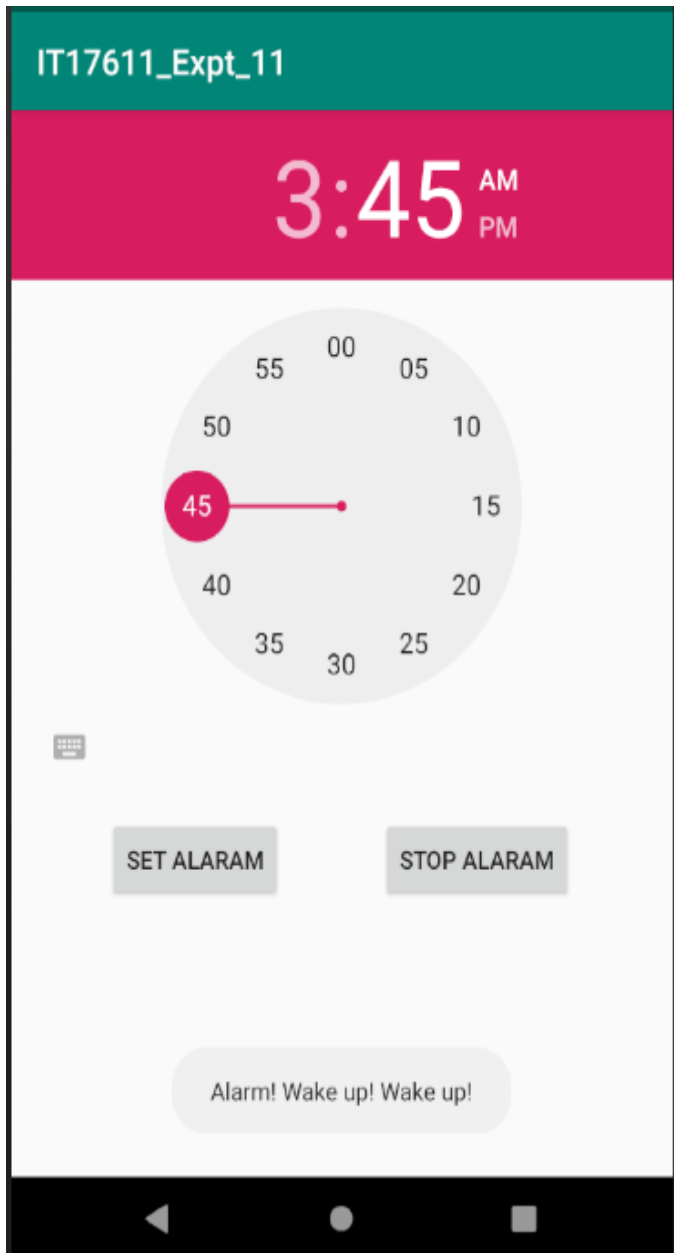 IT17611_Expt_11
3:45 AM
PM
00
55 05
50 10
45 15
40 20
35 25
30
SET ALARAM STOP ALARAM
Alarm! Wake up! Wake up!